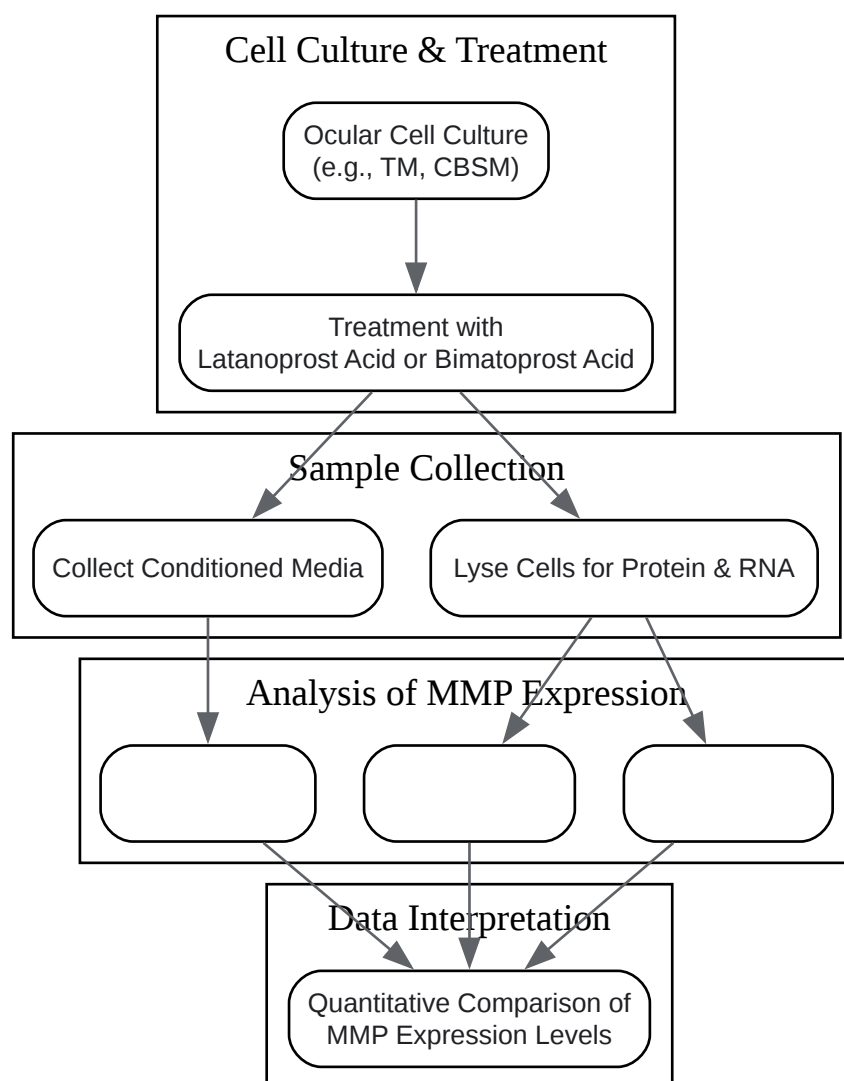 Cell Culture & Treatment
Ocular Cell Culture
(e.g., TM, CBSM)
Treatment with
Latanoprost Acid or Bimatoprost Acid
Sample Collection
Collect Conditioned Media
Lyse Cells for Protein & RNA
Analysis of MMP Expression
Data Interpretation
Quantitative Comparison of
MMP Expression Levels